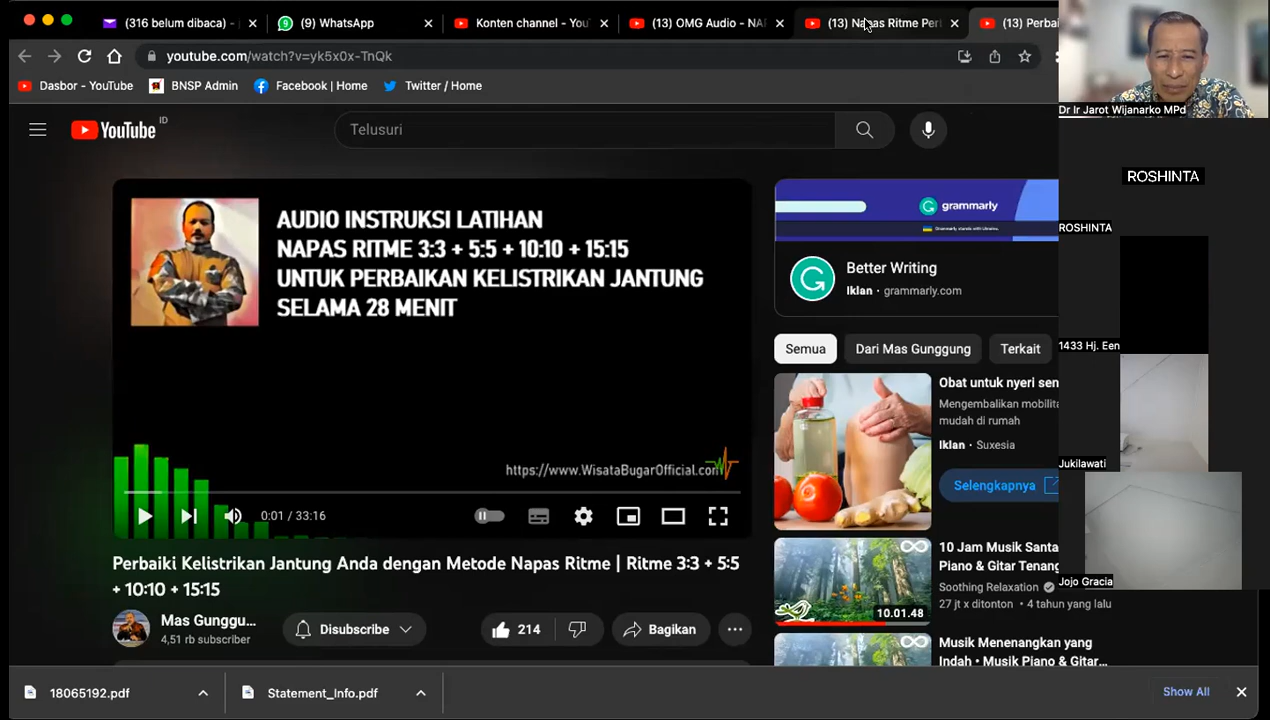 (316 belum dibaca) -
(9) WhatsApp
Konten channel - You
(13) OMG Audio - NA
(13) Napas Ritme Per
(13) Perbai
youtube.com/watch?v=yk5x0x-TnQk
Dasbor - YouTube
BNSP Admin
Facebook | Home
Twitter / Home
YouTube ID
Telusuri
AUDIO INSTRUKSI LATIHAN
NAPAS RITME 3:3 + 5:5 + 10:10 + 15:15
UNTUK PERBAIKAN KELISTRIKAN JANTUNG
SELAMA 28 MENIT
https://www.WisataBugarOfficial.com
0:01 / 33:16
Perbaiki Kelistrikan Jantung Anda dengan Metode Napas Ritme | Ritme 3:3 + 5:5
+ 10:10 + 15:15
Mas Gunggu...
4,51 rb subscriber
Disubscribe
214
Bagikan
grammarly
Grammarly stands with Ukraine.
Better Writing
Iklan · grammarly.com
Semua
Dari Mas Gunggung
Terkait
Obat untuk nyeri sen
Mengembalikan mobilita
mudah di rumah
Iklan · Suxesia
Selengkapnya
10 Jam Musik Santa
Piano & Gitar Tenang
Soothing Relaxation
27 jt x ditonton • 4 tahun yang lalu
10.01.48
Musik Menenangkan yang
Indah • Musik Piano & Gitar...
Dr Ir Jarot Wijanarko MPd
ROSHINTA
ROSHINTA
1433 Hj. Een
Jukilawati
Jojo Gracia
18065192.pdf
Statement_Info.pdf
Show All